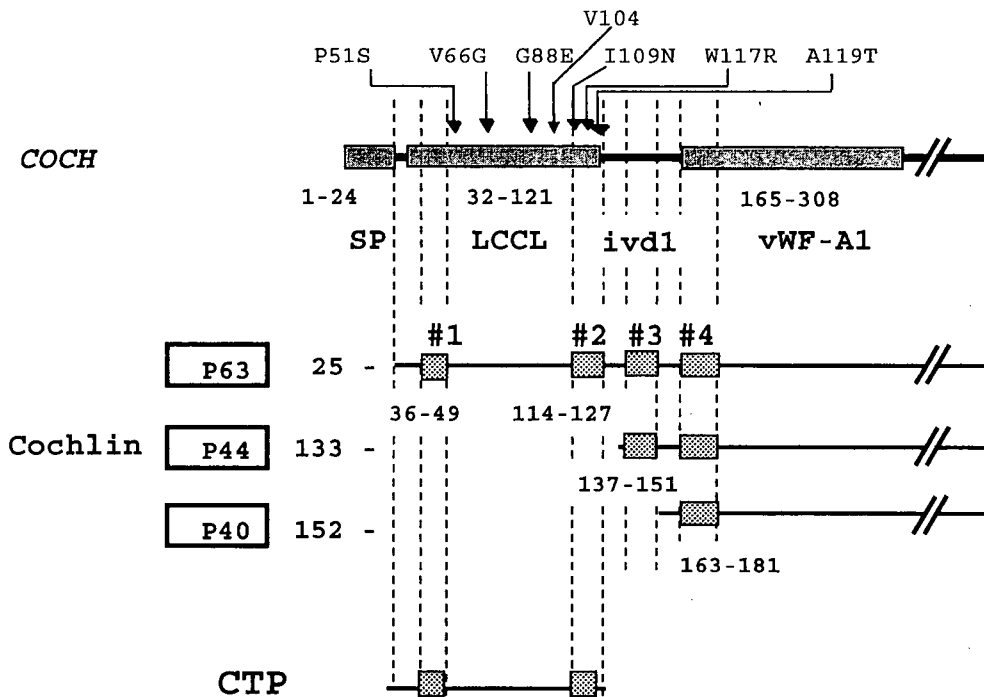 V104
P51S V66G G88E I109N W117R A119T
COCH
1-24 32-121 165-308
SP LCCL ivd1 vWF-A1
#1 #2 #3 #4
P63 25 -
36-49 114-127
Cochlin P44 133 -
137-151
P40 152 -
163-181
CTP